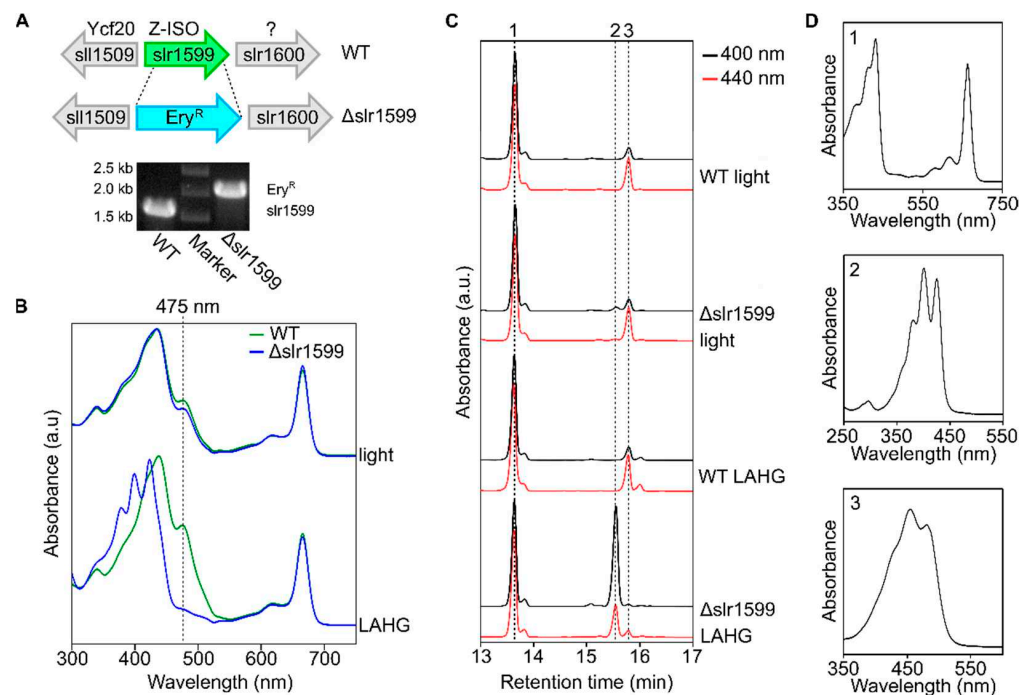 A
Ycf20 Z-ISO ?
sll1509 slr1599 slr1600 WT
sll1509 Ery^R slr1600 Δslr1599
2.5 kb
2.0 kb
1.5 kb
Ery^R
slr1599
WT
Marker
Δslr1599
B
475 nm
WT
Δslr1599
light
LAHG
Absorbance (a.u)
300 400 500 600 700
Wavelength (nm)
C
1 2 3
400 nm
440 nm
WT light
Δslr1599
light
WT LAHG
Δslr1599
LAHG
Absorbance (a.u.)
13 14 15 16 17
Retention time (min)
D
1
Absorbance
350 550 750
Wavelength (nm)
2
Absorbance
250 350 450 550
Wavelength (nm)
3
Absorbance
350 450 550
Wavelength (nm)